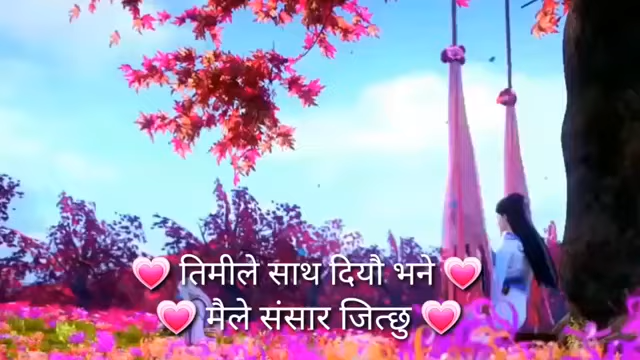 💗 तिमीले साथ दियौ भने 💗
💗 मैले संसार जित्छु 💗